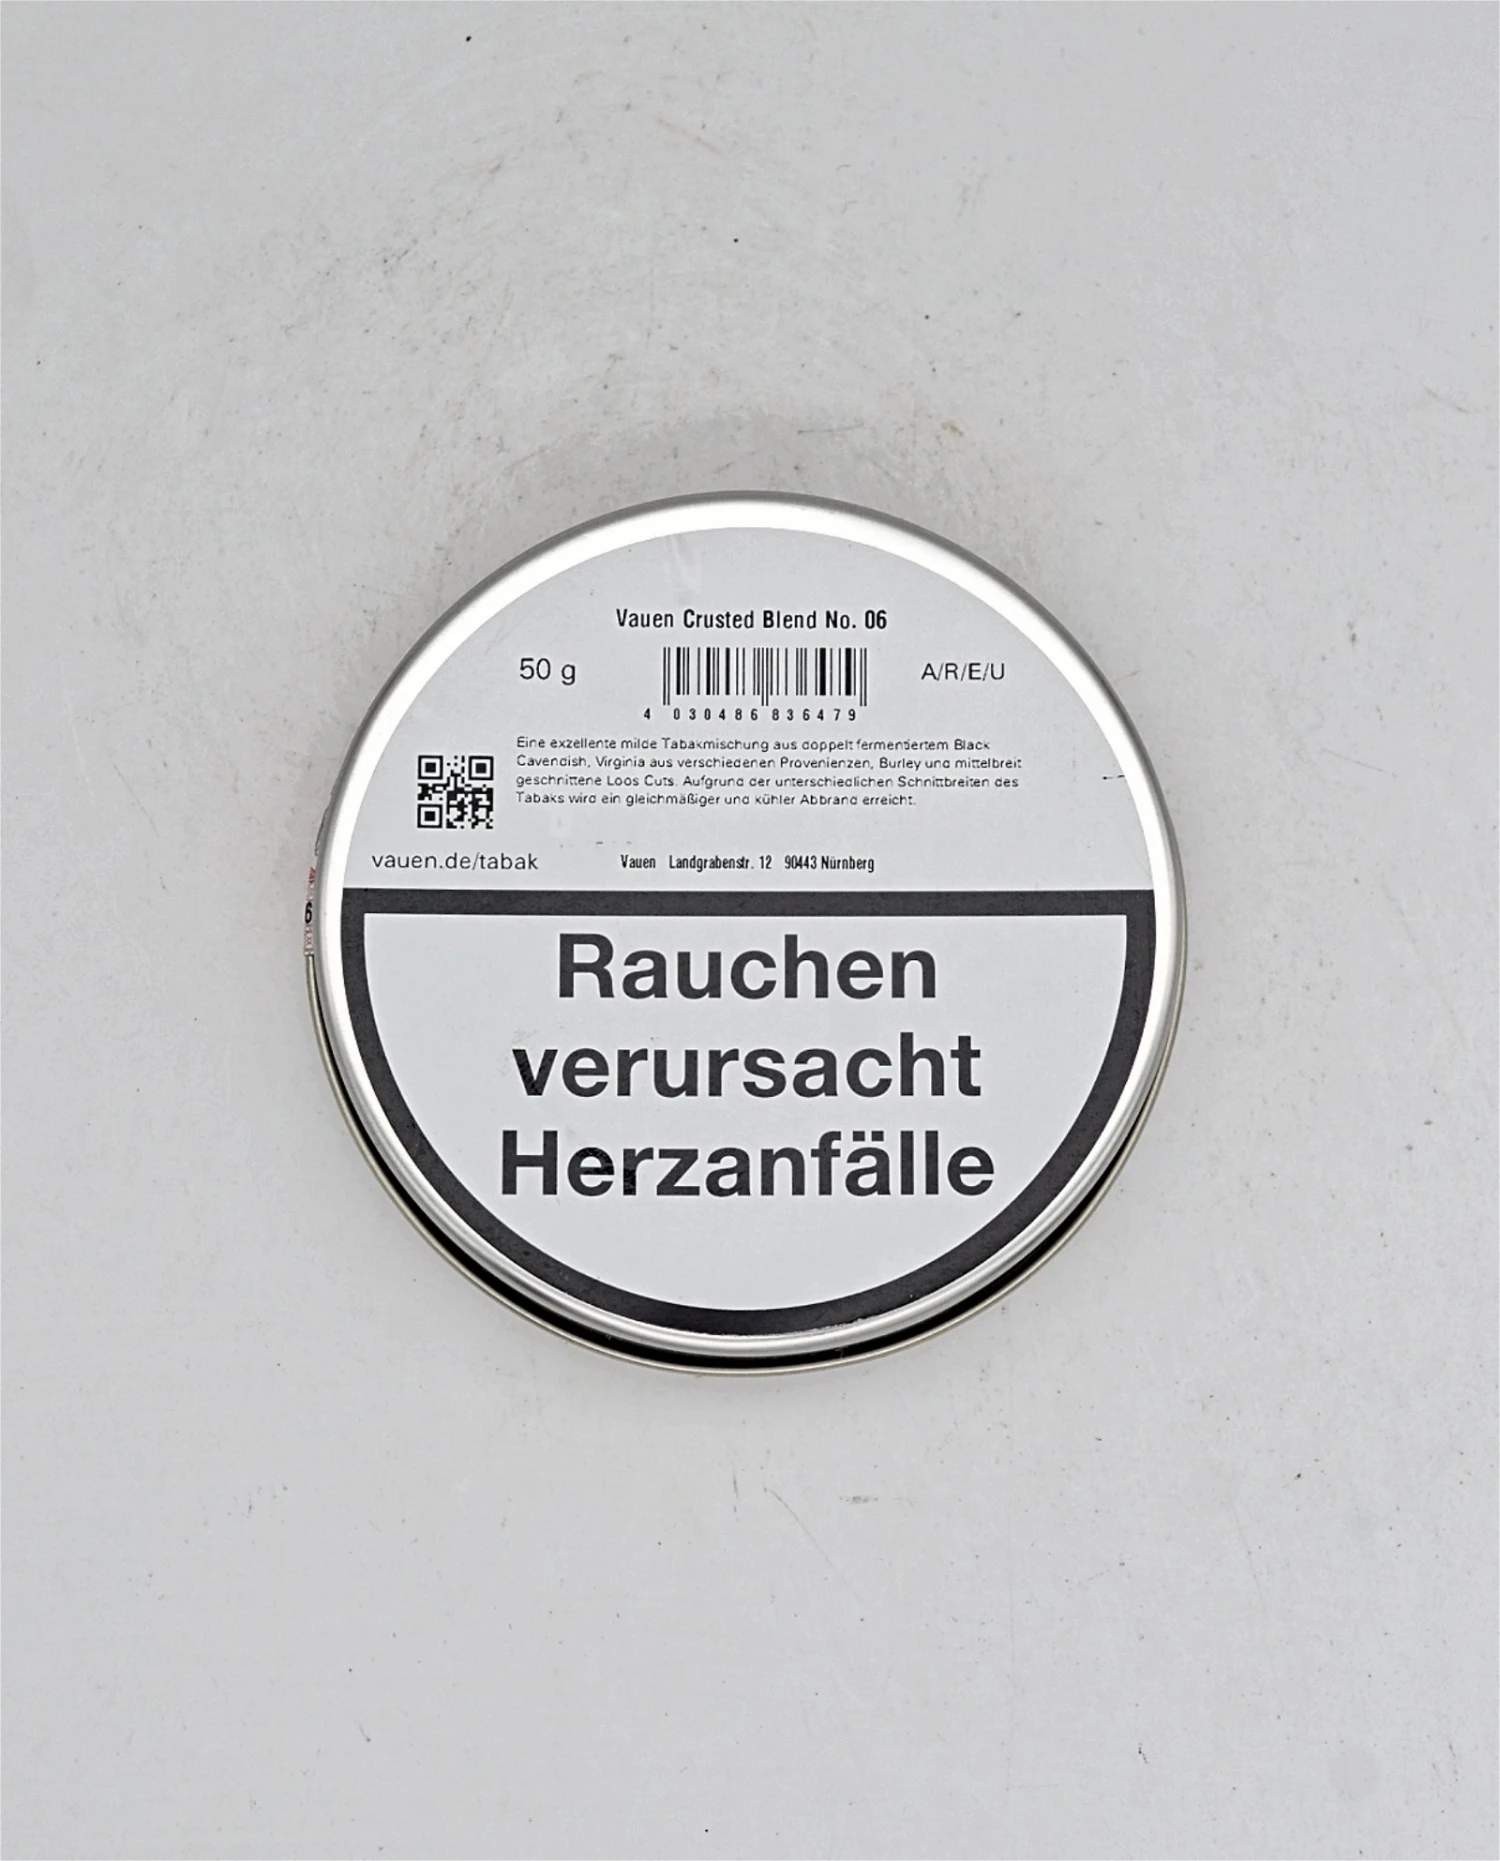 Vauen Crusted Blend No. 06
50 g
A/R/E/U
4 030486 836479
Eine exzellente milde Tabakmischung aus doppelt fermentiertem Black
Cavendish, Virginia aus verschiedenen Provenienzen, Burley und mittelbreit
geschnittene Loos Cuts. Aufgrund der unterschiedlichen Schnittbreiten des
Tabaks wird ein gleichmäßiger und kühler Abbrand erreicht.
vauen.de/tabak
Vauen Landgrabenstr. 12 90443 Nürnberg
Rauchen
verursacht
Herzanfälle